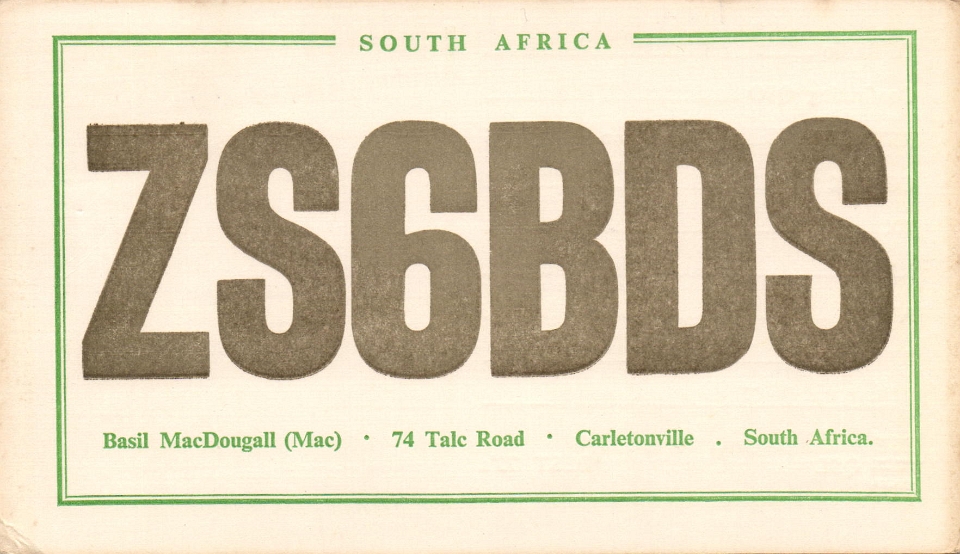 SOUTH AFRICA
ZS6BDS
Basil MacDougall (Mac) · 74 Talc Road · Carletonville . South Africa.